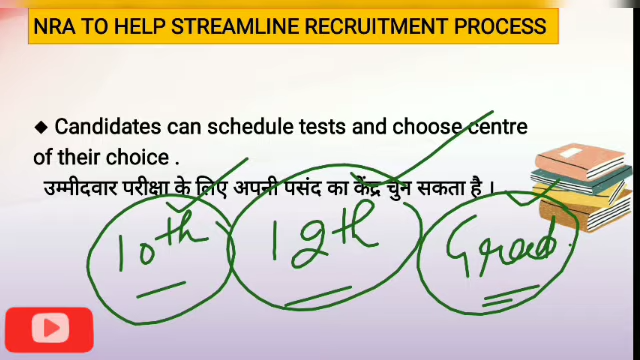 NRA TO HELP STREAMLINE RECRUITMENT PROCESS
◆ Candidates can schedule tests and choose centre
of their choice .
उम्मीदवार परीक्षा के लिए अपनी पसंद का केंद्र चुन सकता है ।
10th 12th Grad.